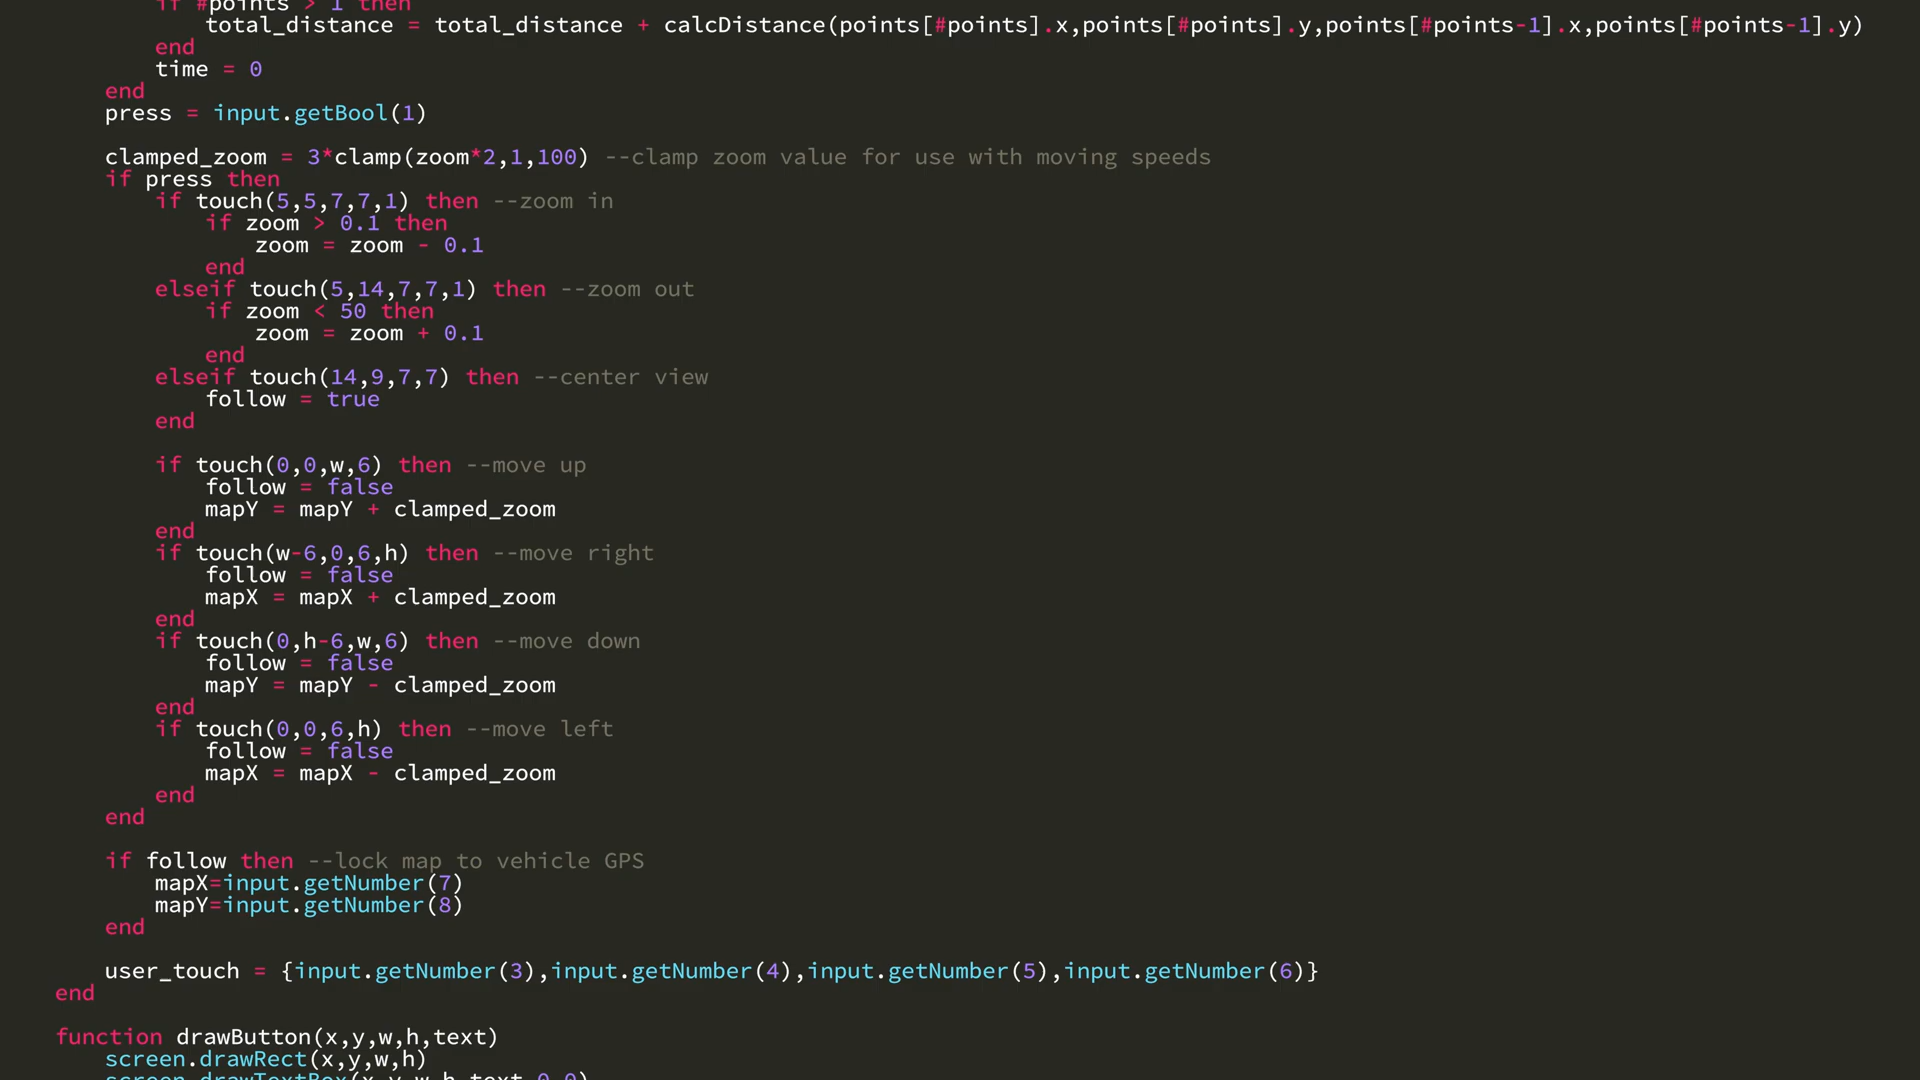 if #points > 1 then
total_distance = total_distance + calcDistance(points[#points].x,points[#points].y,points[#points-1].x,points[#points-1].y)
end
time = 0
end
press = input.getBool(1)
clamped_zoom = 3*clamp(zoom*2,1,100) --clamp zoom value for use with moving speeds
if press then
if touch(5,5,7,7,1) then --zoom in
if zoom > 0.1 then
zoom = zoom - 0.1
end
elseif touch(5,14,7,7,1) then --zoom out
if zoom < 50 then
zoom = zoom + 0.1
end
elseif touch(14,9,7,7) then --center view
follow = true
end
if touch(0,0,w,6) then --move up
follow = false
mapY = mapY + clamped_zoom
end
if touch(w-6,0,6,h) then --move right
follow = false
mapX = mapX + clamped_zoom
end
if touch(0,h-6,w,6) then --move down
follow = false
mapY = mapY - clamped_zoom
end
if touch(0,0,6,h) then --move left
follow = false
mapX = mapX - clamped_zoom
end
end
if follow then --lock map to vehicle GPS
mapX=input.getNumber(7)
mapY=input.getNumber(8)
end
user_touch = {input.getNumber(3),input.getNumber(4),input.getNumber(5),input.getNumber(6)}
end
function drawButton(x,y,w,h,text)
screen.drawRect(x,y,w,h)
screen.drawTextBox(x,y,w,h,text,0,0)